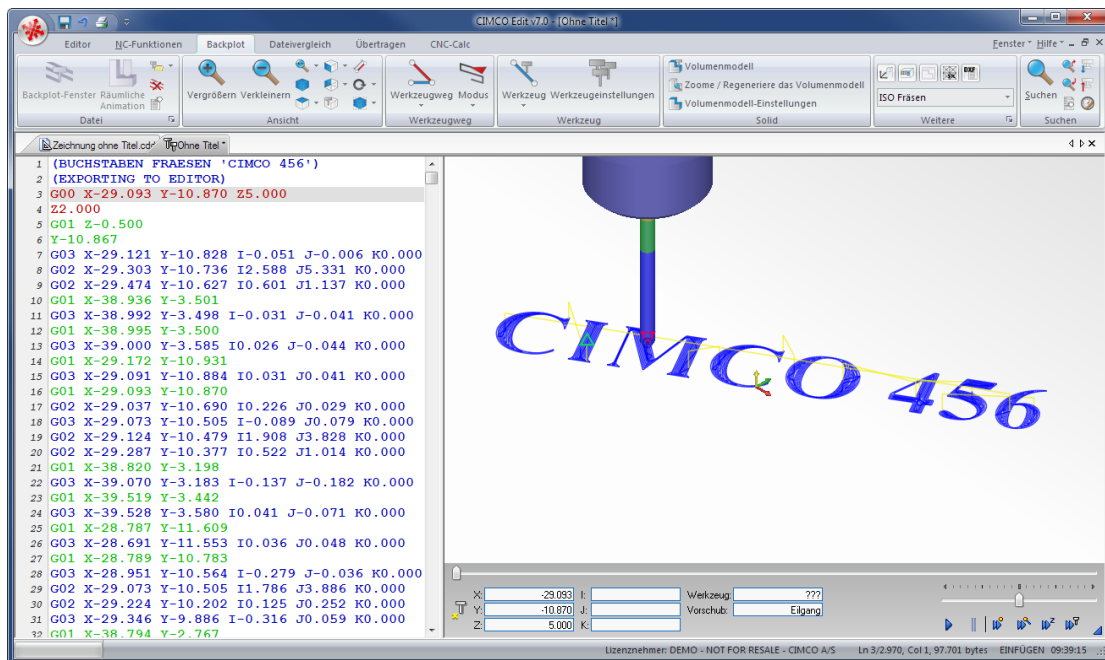 CIMCO Edit v7.0 - [Ohne Titel *]
Editor NC-Funktionen Backplot Dateivergleich Übertragen CNC-Calc Fenster Hilfe
Backplot-Fenster Räumliche Animation
Vergrößern Verkleinern
Werkzeugweg Modus
Werkzeug Werkzeugeinstellungen
Volumenmodell
Zoome / Regeneriere das Volumenmodell
Volumenmodell-Einstellungen
DXF
ISO Fräsen
Suchen
Datei Ansicht Werkzeugweg Werkzeug Solid Weitere Suchen
Zeichnung ohne Titel.cdd Ohne Titel *
1 (BUCHSTABEN FRAESEN 'CIMCO 456')
2 (EXPORTING TO EDITOR)
3 G00 X-29.093 Y-10.870 Z5.000
4 Z2.000
5 G01 Z-0.500
6 Y-10.867
7 G03 X-29.121 Y-10.828 I-0.051 J-0.006 K0.000
8 G02 X-29.303 Y-10.736 I2.588 J5.331 K0.000
9 G02 X-29.474 Y-10.627 I0.601 J1.137 K0.000
10 G01 X-38.936 Y-3.501
11 G03 X-38.992 Y-3.498 I-0.031 J-0.041 K0.000
12 G01 X-38.995 Y-3.500
13 G03 X-39.000 Y-3.585 I0.026 J-0.044 K0.000
14 G01 X-29.172 Y-10.931
15 G03 X-29.091 Y-10.884 I0.031 J0.041 K0.000
16 G01 X-29.093 Y-10.870
17 G02 X-29.037 Y-10.690 I0.226 J0.029 K0.000
18 G03 X-29.073 Y-10.505 I-0.089 J0.079 K0.000
19 G02 X-29.124 Y-10.479 I1.908 J3.828 K0.000
20 G02 X-29.287 Y-10.377 I0.522 J1.014 K0.000
21 G01 X-38.820 Y-3.198
22 G03 X-39.070 Y-3.183 I-0.137 J-0.182 K0.000
23 G01 X-39.519 Y-3.442
24 G03 X-39.528 Y-3.580 I0.041 J-0.071 K0.000
25 G01 X-28.787 Y-11.609
26 G03 X-28.691 Y-11.553 I0.036 J0.048 K0.000
27 G01 X-28.789 Y-10.783
28 G03 X-28.951 Y-10.564 I-0.279 J-0.036 K0.000
29 G02 X-29.073 Y-10.505 I1.786 J3.886 K0.000
30 G02 X-29.224 Y-10.202 I0.125 J0.252 K0.000
31 G03 X-29.346 Y-9.886 I-0.316 J0.059 K0.000
32 G01 X-38.794 Y-2.767
CIMCO 456
X: -29.093 I: Werkzeug: ???
Y: -10.870 J: Vorschub: Eilgang
Z: 5.000 K:
Lizenznehmer: DEMO - NOT FOR RESALE - CIMCO A/S Ln 3/2.970, Col 1, 97.701 bytes EINFÜGEN 09:39:15